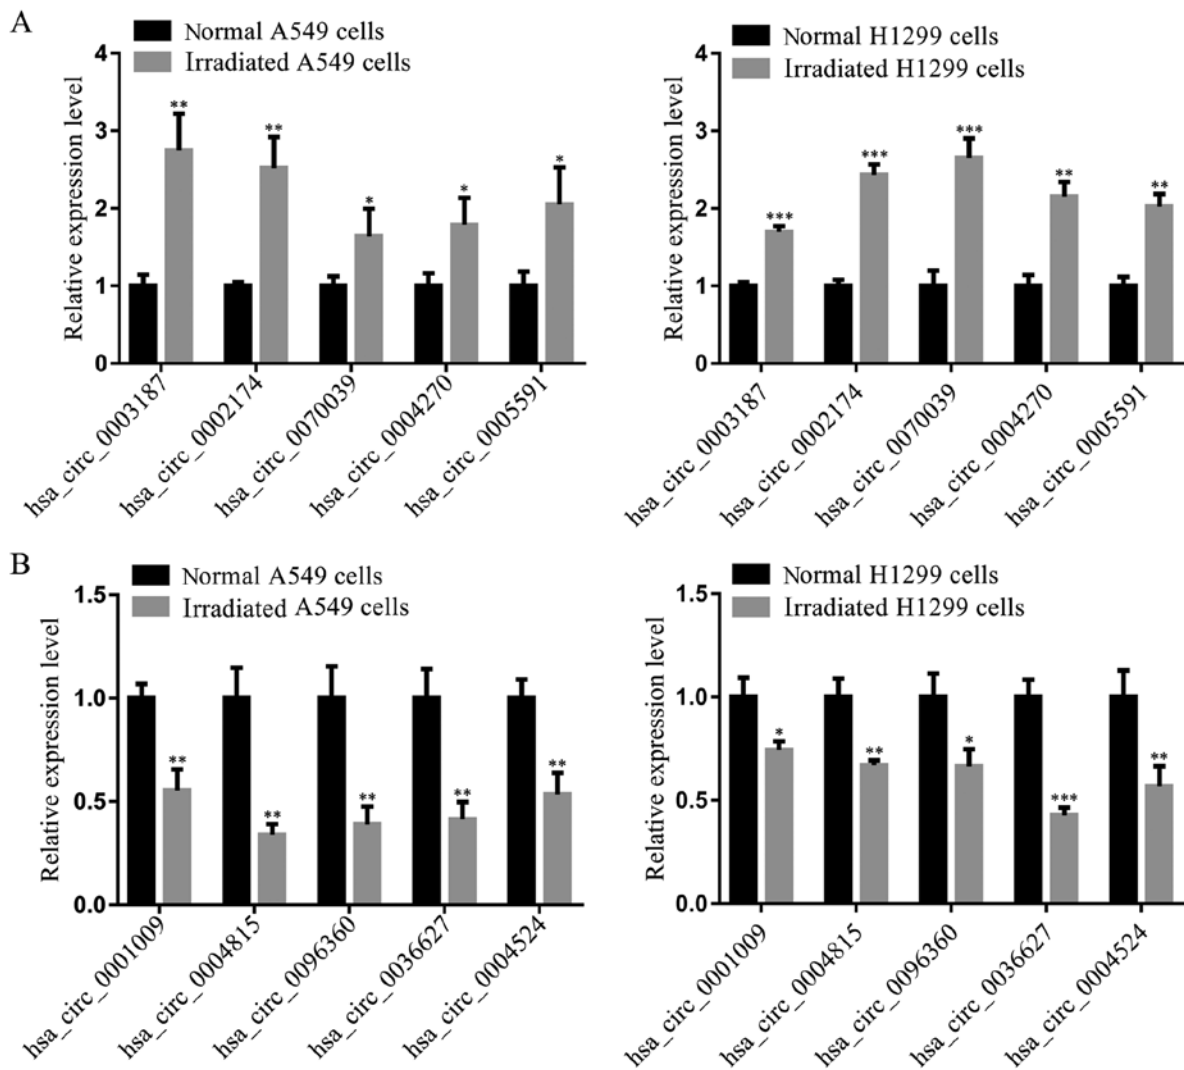 A
Normal A549 cells
Irradiated A549 cells
Relative expression level
4
3
2
1
0
** ** * * *
hsa_circ_0003187
hsa_circ_0002174
hsa_circ_0070039
hsa_circ_0004270
hsa_circ_0005591
Normal H1299 cells
Irradiated H1299 cells
Relative expression level
4
3
2
1
0
*** *** *** ** **
hsa_circ_0003187
hsa_circ_0002174
hsa_circ_0070039
hsa_circ_0004270
hsa_circ_0005591
B
Normal A549 cells
Irradiated A549 cells
Relative expression level
1.5
1.0
0.5
0.0
** ** ** ** **
hsa_circ_0001009
hsa_circ_0004815
hsa_circ_0096360
hsa_circ_0036627
hsa_circ_0004524
Normal H1299 cells
Irradiated H1299 cells
Relative expression level
1.5
1.0
0.5
0.0
* ** * *** **
hsa_circ_0001009
hsa_circ_0004815
hsa_circ_0096360
hsa_circ_0036627
hsa_circ_0004524